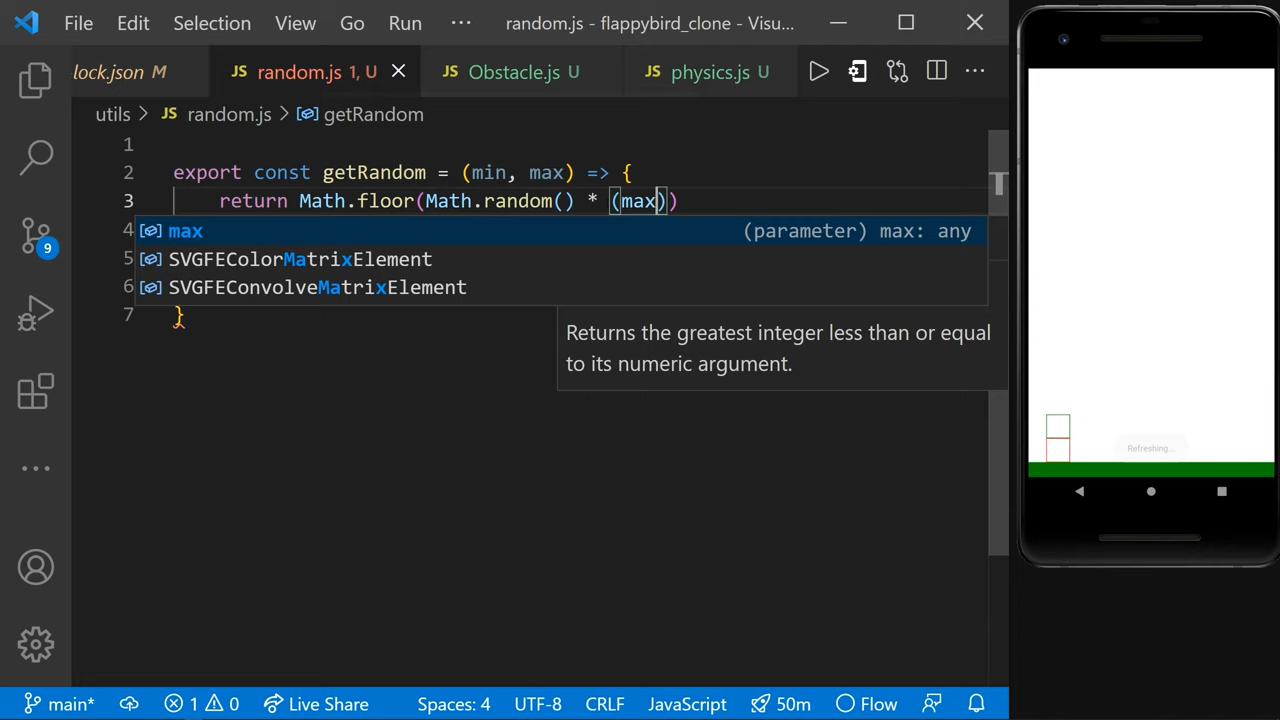 File Edit Selection View Go Run ··· random.js - flappybird_clone - Visu...
lock.json M JS random.js 1, U JS Obstacle.js U JS physics.js U ···
utils > JS random.js > getRandom
1
2 export const getRandom = (min, max) => {
3 return Math.floor(Math.random() * (max))
4 max (parameter) max: any
5 SVGFEColorMatrixElement
6 SVGFEConvolveMatrixElement
7 }
Returns the greatest integer less than or equal
to its numeric argument.
9
Refreshing...
main* 1 0 Live Share Spaces: 4 UTF-8 CRLF JavaScript 50m Flow